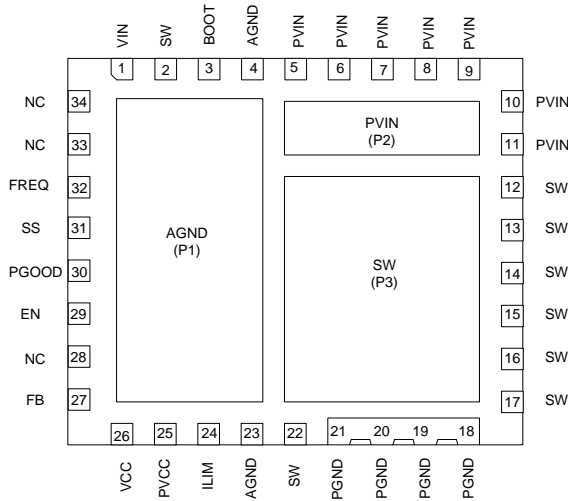 VIN SW BOOT AGND PVIN PVIN PVIN PVIN PVIN
1 2 3 4 5 6 7 8 9
NC 34
10 PVIN
NC 33
11 PVIN
FREQ 32
12 SW
SS 31
13 SW
PGOOD 30
14 SW
EN 29
15 SW
NC 28
16 SW
FB 27
17 SW
PVIN
(P2)
AGND
(P1)
SW
(P3)
26 25 24 23 22 21 20 19 18
VCC PVCC ILIM AGND SW PGND PGND PGND PGND